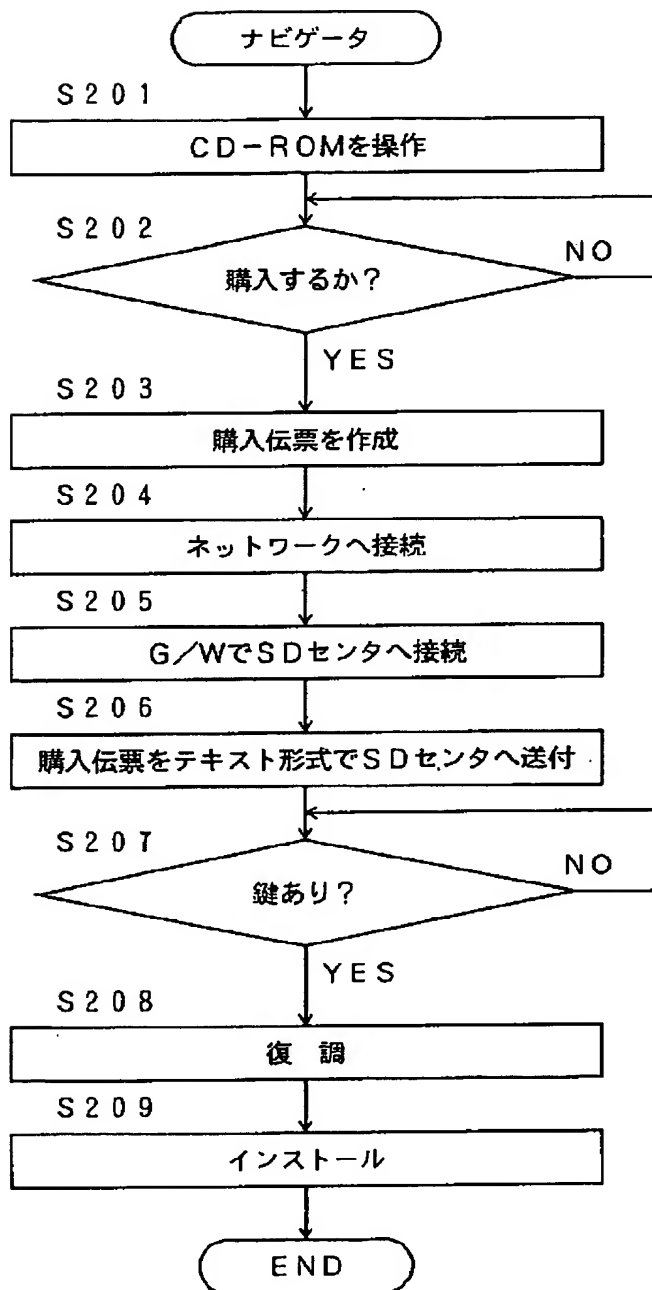 ナビゲータ
S201
CD-ROMを操作
S202
購入するか?
NO
YES
S203
購入伝票を作成
S204
ネットワークへ接続
S205
G/WでSDセンタへ接続
S206
購入伝票をテキスト形式でSDセンタへ送付
S207
鍵あり?
NO
YES
S208
復 調
S209
インストール
END